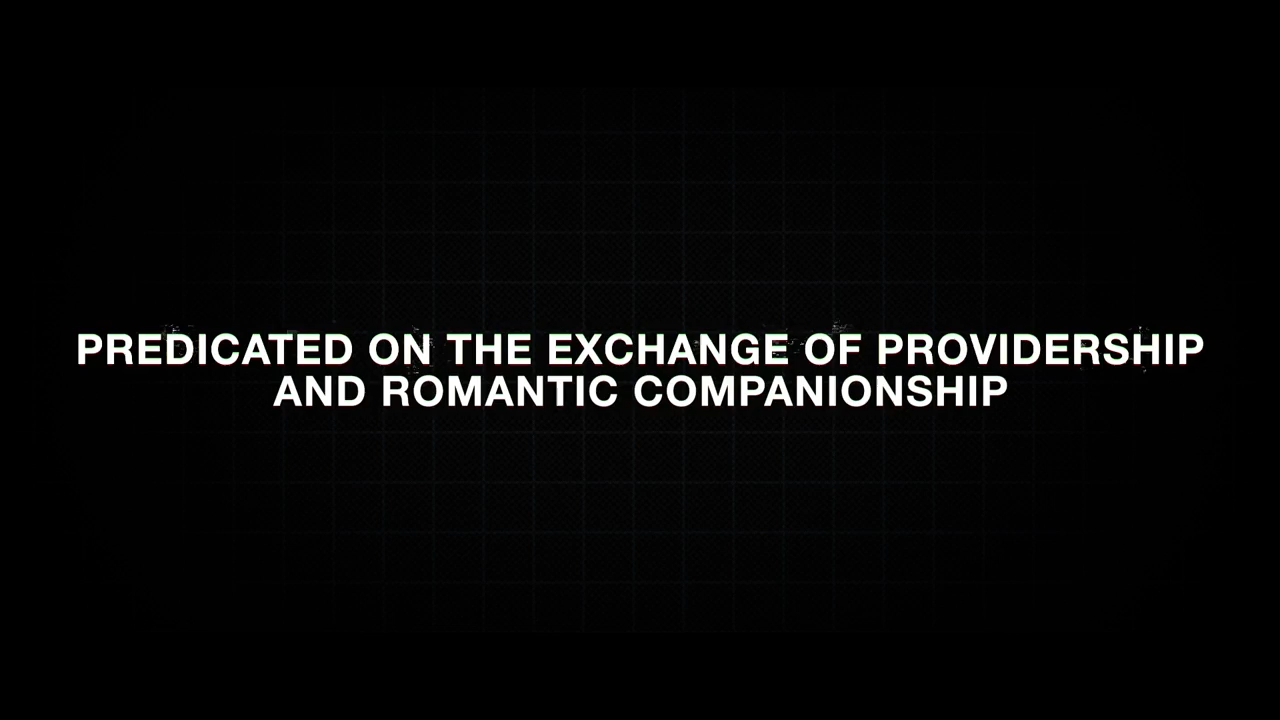 PREDICATED ON THE EXCHANGE OF PROVIDERSHIP
AND ROMANTIC COMPANIONSHIP